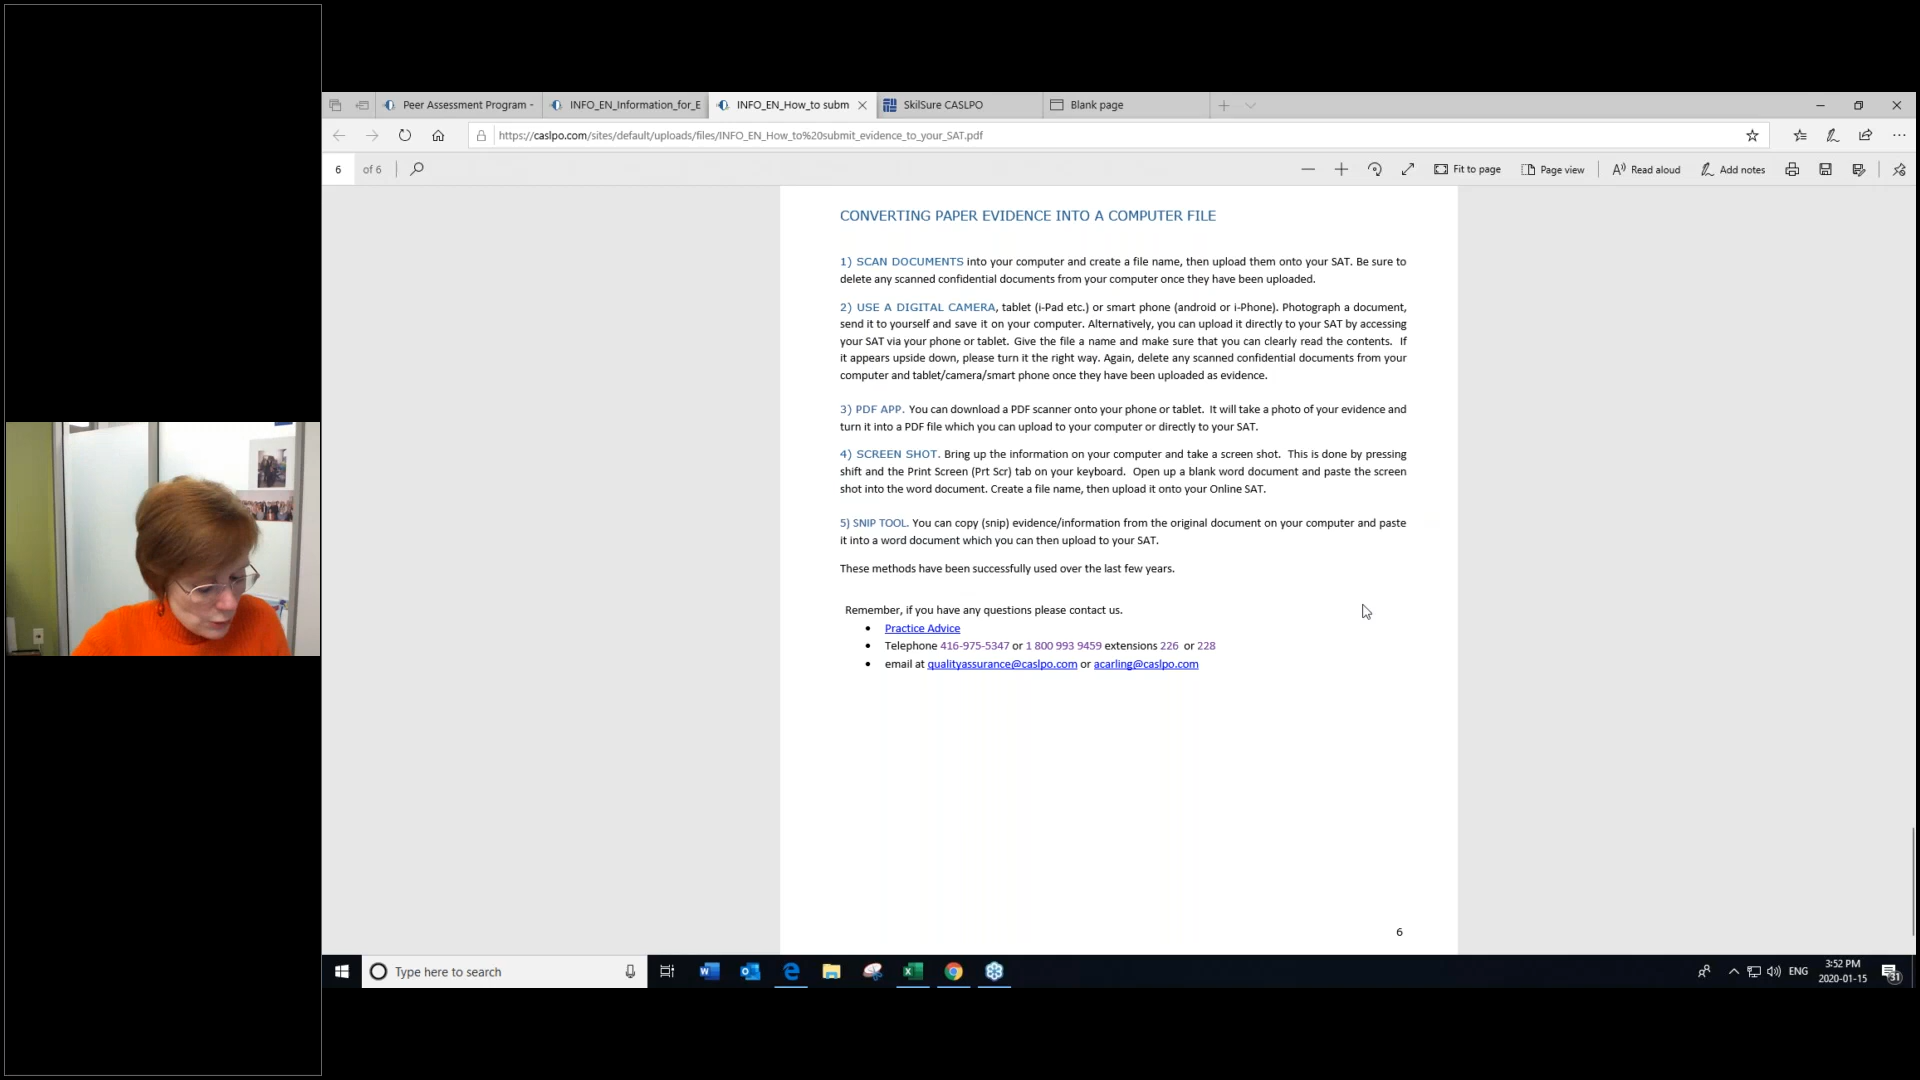 Peer Assessment Program -
INFO_EN_Information_for_E
INFO_EN_How_to subm
SkilSure CASLPO
Blank page
https://caslpo.com/sites/default/uploads/files/INFO_EN_How_to%20submit_evidence_to_your_SAT.pdf
6 of 6
Fit to page
Page view
Read aloud
Add notes
CONVERTING PAPER EVIDENCE INTO A COMPUTER FILE
1) SCAN DOCUMENTS into your computer and create a file name, then upload them onto your SAT. Be sure to
delete any scanned confidential documents from your computer once they have been uploaded.
2) USE A DIGITAL CAMERA, tablet (i-Pad etc.) or smart phone (android or i-Phone). Photograph a document,
send it to yourself and save it on your computer. Alternatively, you can upload it directly to your SAT by accessing
your SAT via your phone or tablet. Give the file a name and make sure that you can clearly read the contents. If
it appears upside down, please turn it the right way. Again, delete any scanned confidential documents from your
computer and tablet/camera/smart phone once they have been uploaded as evidence.
3) PDF APP. You can download a PDF scanner onto your phone or tablet. It will take a photo of your evidence and
turn it into a PDF file which you can upload to your computer or directly to your SAT.
4) SCREEN SHOT. Bring up the information on your computer and take a screen shot. This is done by pressing
shift and the Print Screen (Prt Scr) tab on your keyboard. Open up a blank word document and paste the screen
shot into the word document. Create a file name, then upload it onto your Online SAT.
5) SNIP TOOL. You can copy (snip) evidence/information from the original document on your computer and paste
it into a word document which you can then upload to your SAT.
These methods have been successfully used over the last few years.
Remember, if you have any questions please contact us.
• Practice Advice
• Telephone 416-975-5347 or 1 800 993 9459 extensions 226 or 228
• email at qualityassurance@caslpo.com or acarling@caslpo.com
6
Type here to search
ENG
3:52 PM
2020-01-15
31